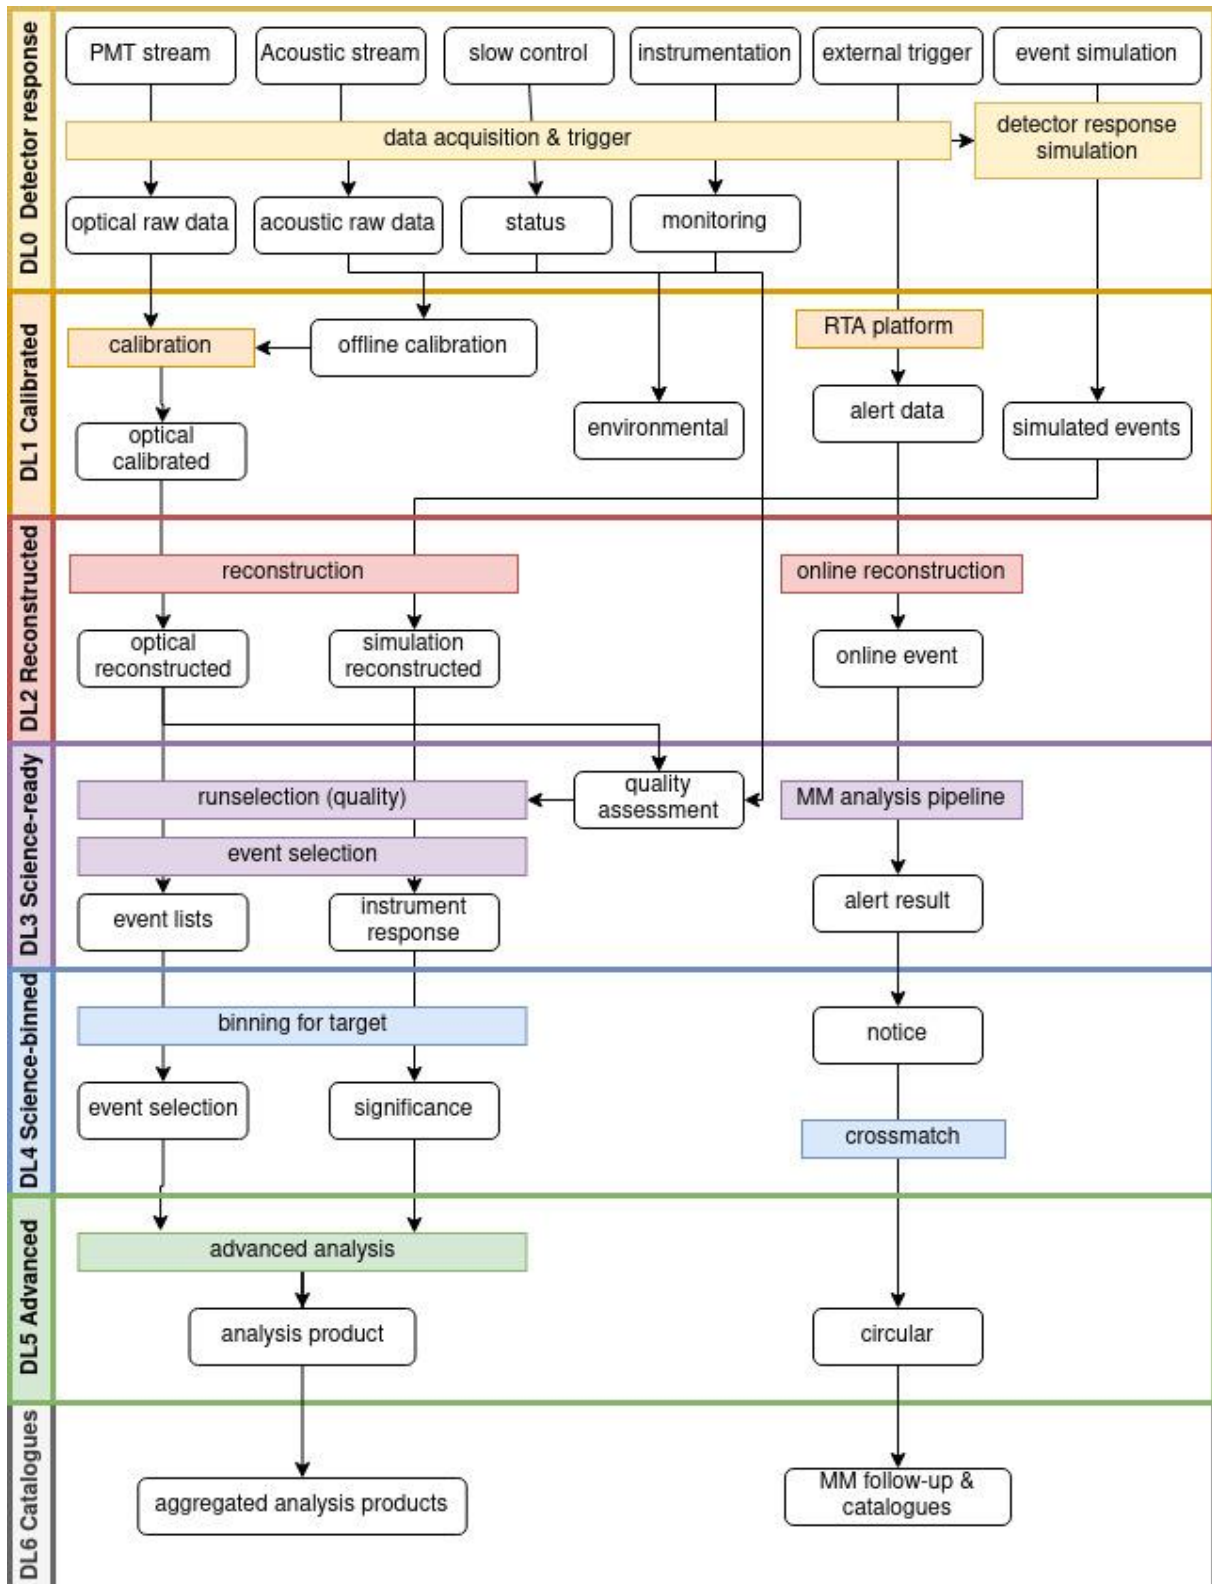 DL0 Detector response
PMT stream
Acoustic stream
slow control
instrumentation
external trigger
event simulation
data acquisition & trigger
detector response
simulation
optical raw data
acoustic raw data
status
monitoring
DL1 Calibrated
calibration
offline calibration
RTA platform
environmental
alert data
simulated events
optical
calibrated
DL2 Reconstructed
reconstruction
online reconstruction
optical
reconstructed
simulation
reconstructed
online event
DL3 Science-ready
runselection (quality)
quality
assessment
MM analysis pipeline
event selection
event lists
instrument
response
alert result
DL4 Science-binned
binning for target
notice
event selection
significance
crossmatch
DL5 Advanced
advanced analysis
analysis product
circular
DL6 Catalogues
aggregated analysis products
MM follow-up &
catalogues